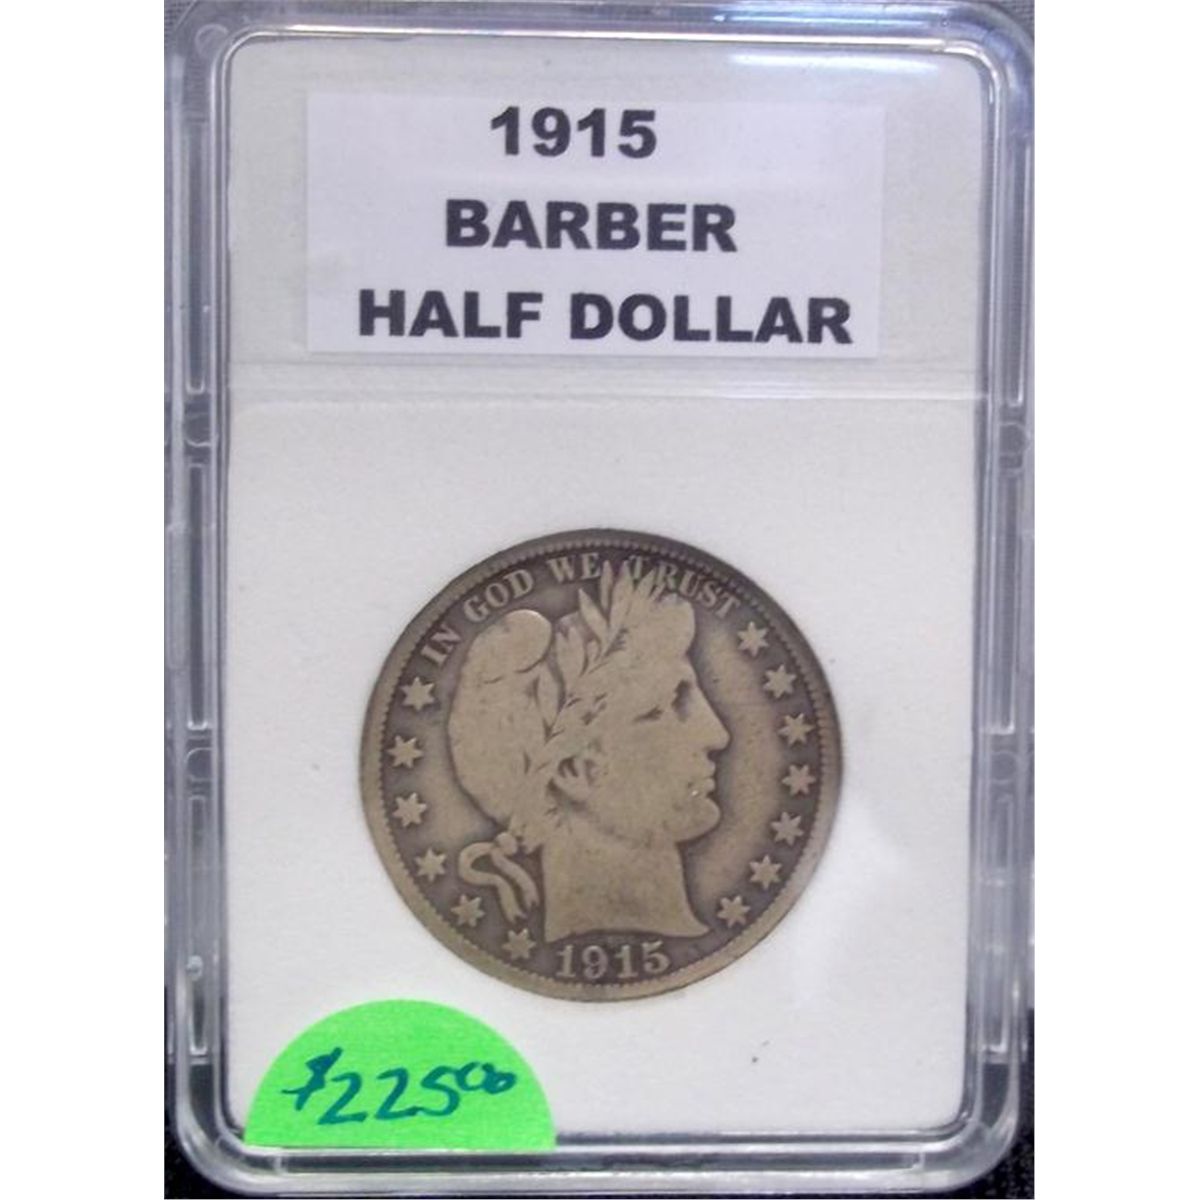 1915
BARBER
HALF DOLLAR
IN GOD WE TRUST
1915
$225.00